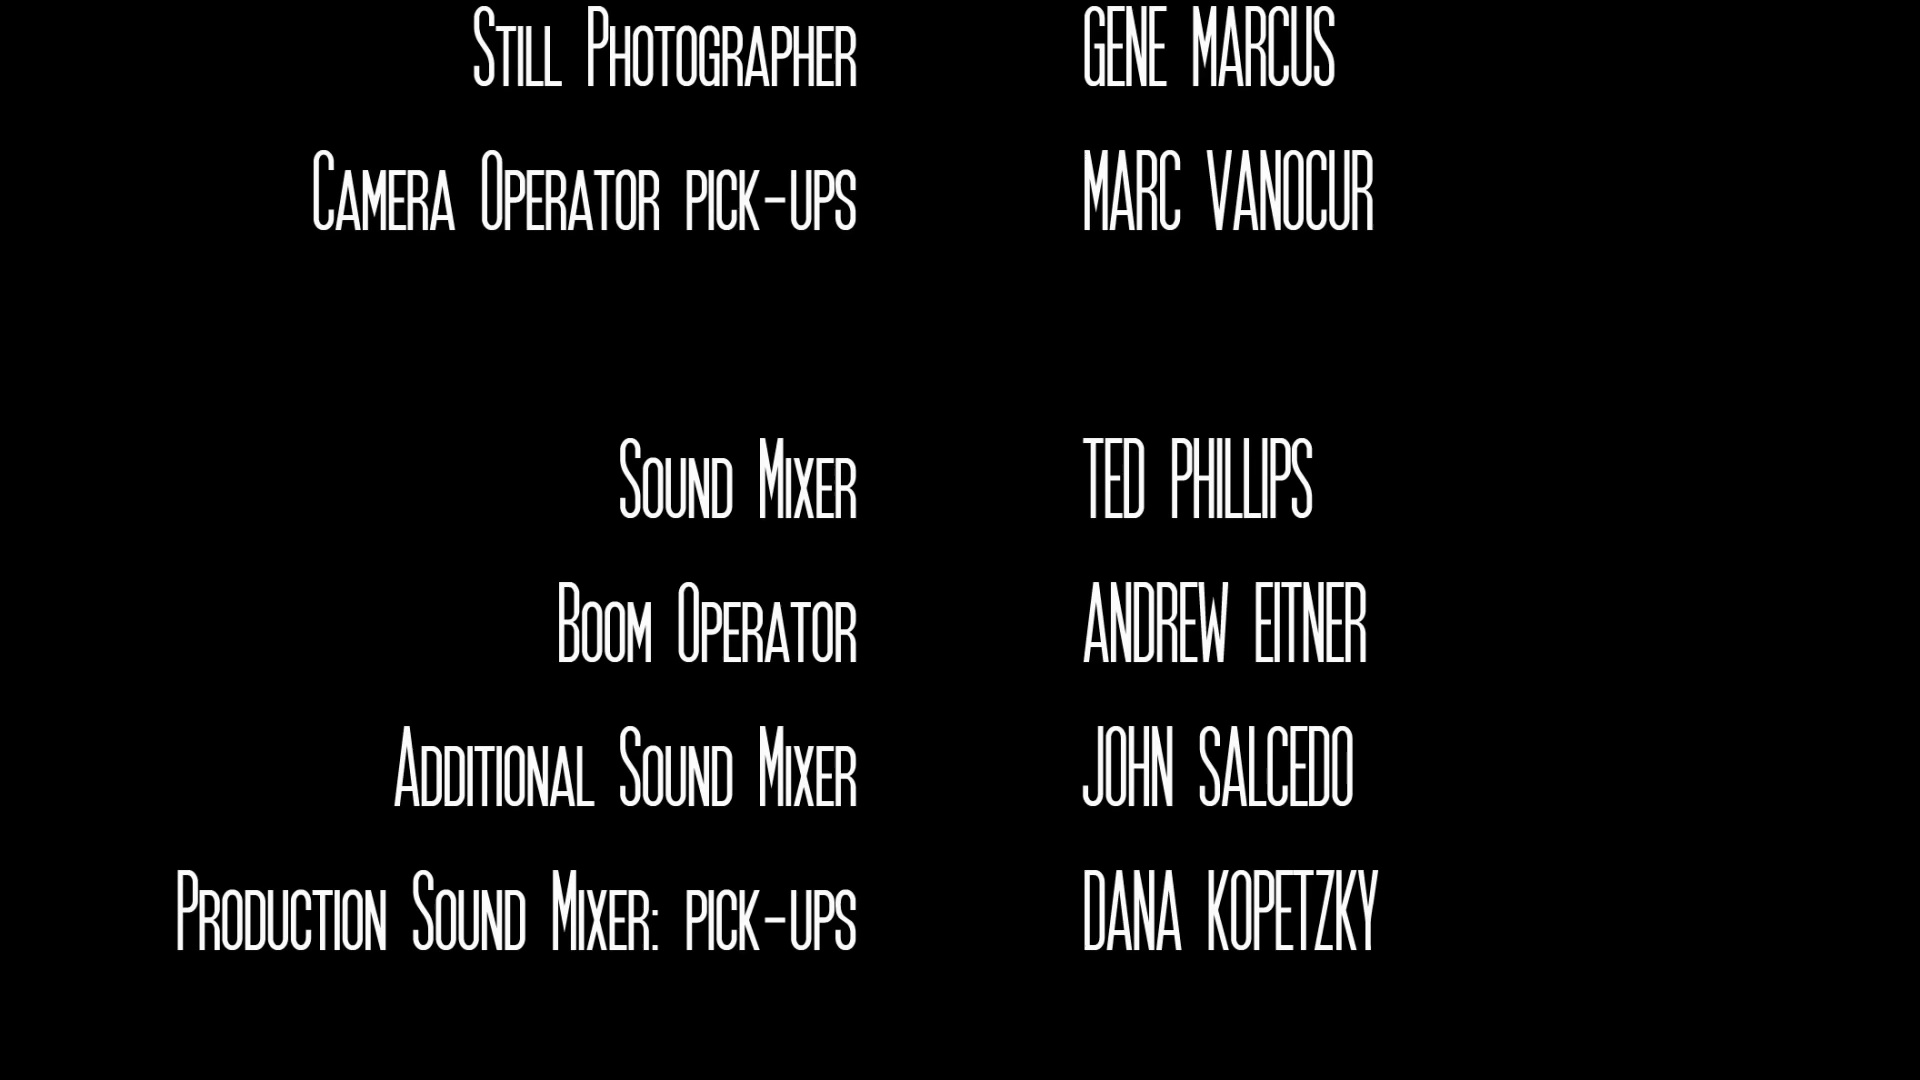 Still Photographer GENE MARCUS
Camera Operator pick-ups MARC VANOCUR
Sound Mixer TED PHILLIPS
Boom Operator ANDREW EITNER
Additional Sound Mixer JOHN SALCEDO
Production Sound Mixer: pick-ups DANA KOPETZKY